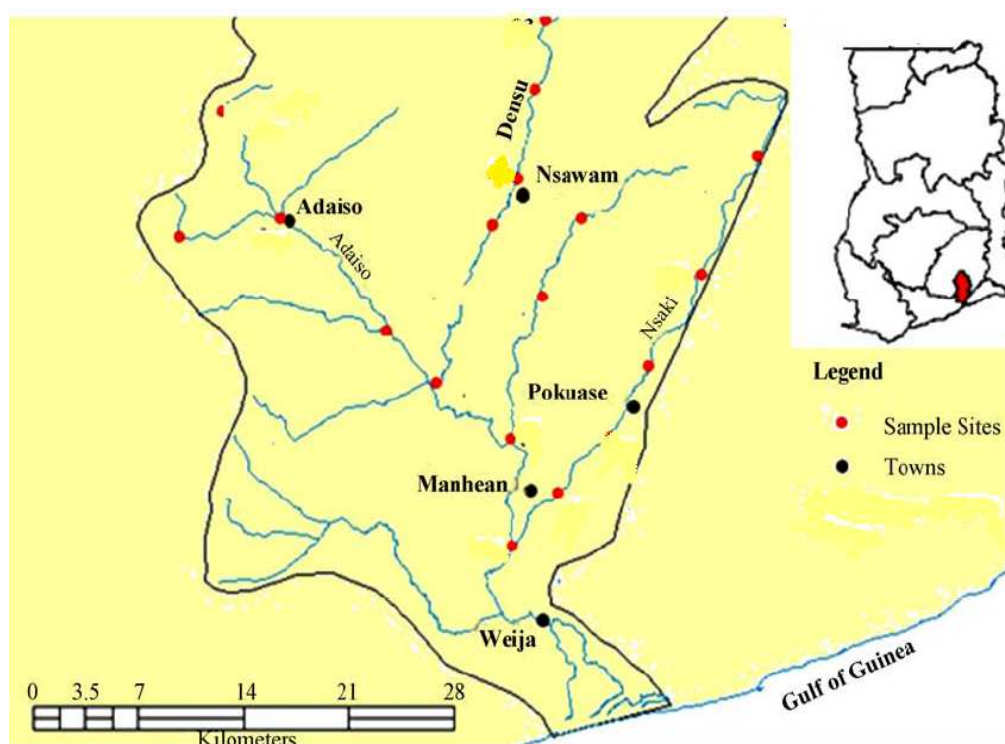 Densu
Nsawam
Adaiso
Adaiso
Nsaki
Pokuase
Manhean
Weija
Gulf of Guinea
0 3.5 7 14 21 28
Kilometers
Legend
Sample Sites
Towns